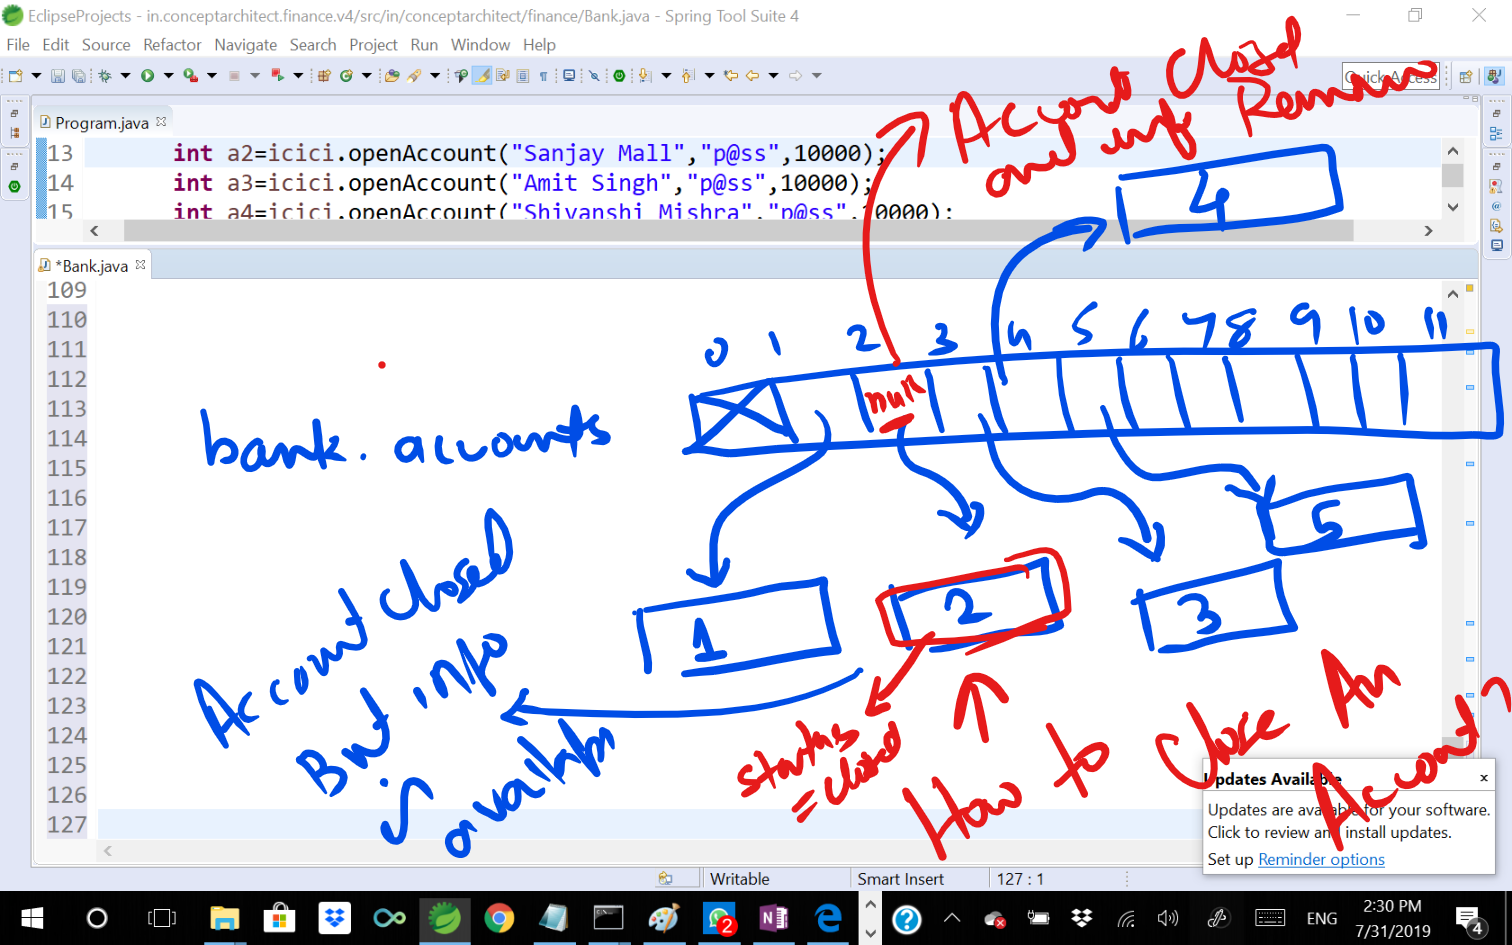 EclipseProjects - in.conceptarchitect.finance.v4/src/in/conceptarchitect/finance/Bank.java - Spring Tool Suite 4
File Edit Source Refactor Navigate Search Project Run Window Help
Quick Access
Program.java
13 int a2=icici.openAccount("Sanjay Mall","p@ss",10000);
14 int a3=icici.openAccount("Amit Singh","p@ss",10000);
15 int a4=icici.openAccount("Shivanshi Mishra","p@ss",10000);
Account Closed
and info
4
*Bank.java
109
110
111
112
113
114
115
116
117
118
119
120
121
122
123
124
125
126
127
0 1 2 3 4 5 6 7 8 9 10 11
null
bank. accounts
5
1 2 3
Account Closed
But info
is
status
= closed
How to Close An
Account?
Updates Available
Updates are available for your software.
Click to review and install updates.
Set up Reminder options
Writable Smart Insert 127 : 1
2
ENG
2:30 PM
7/31/2019
4